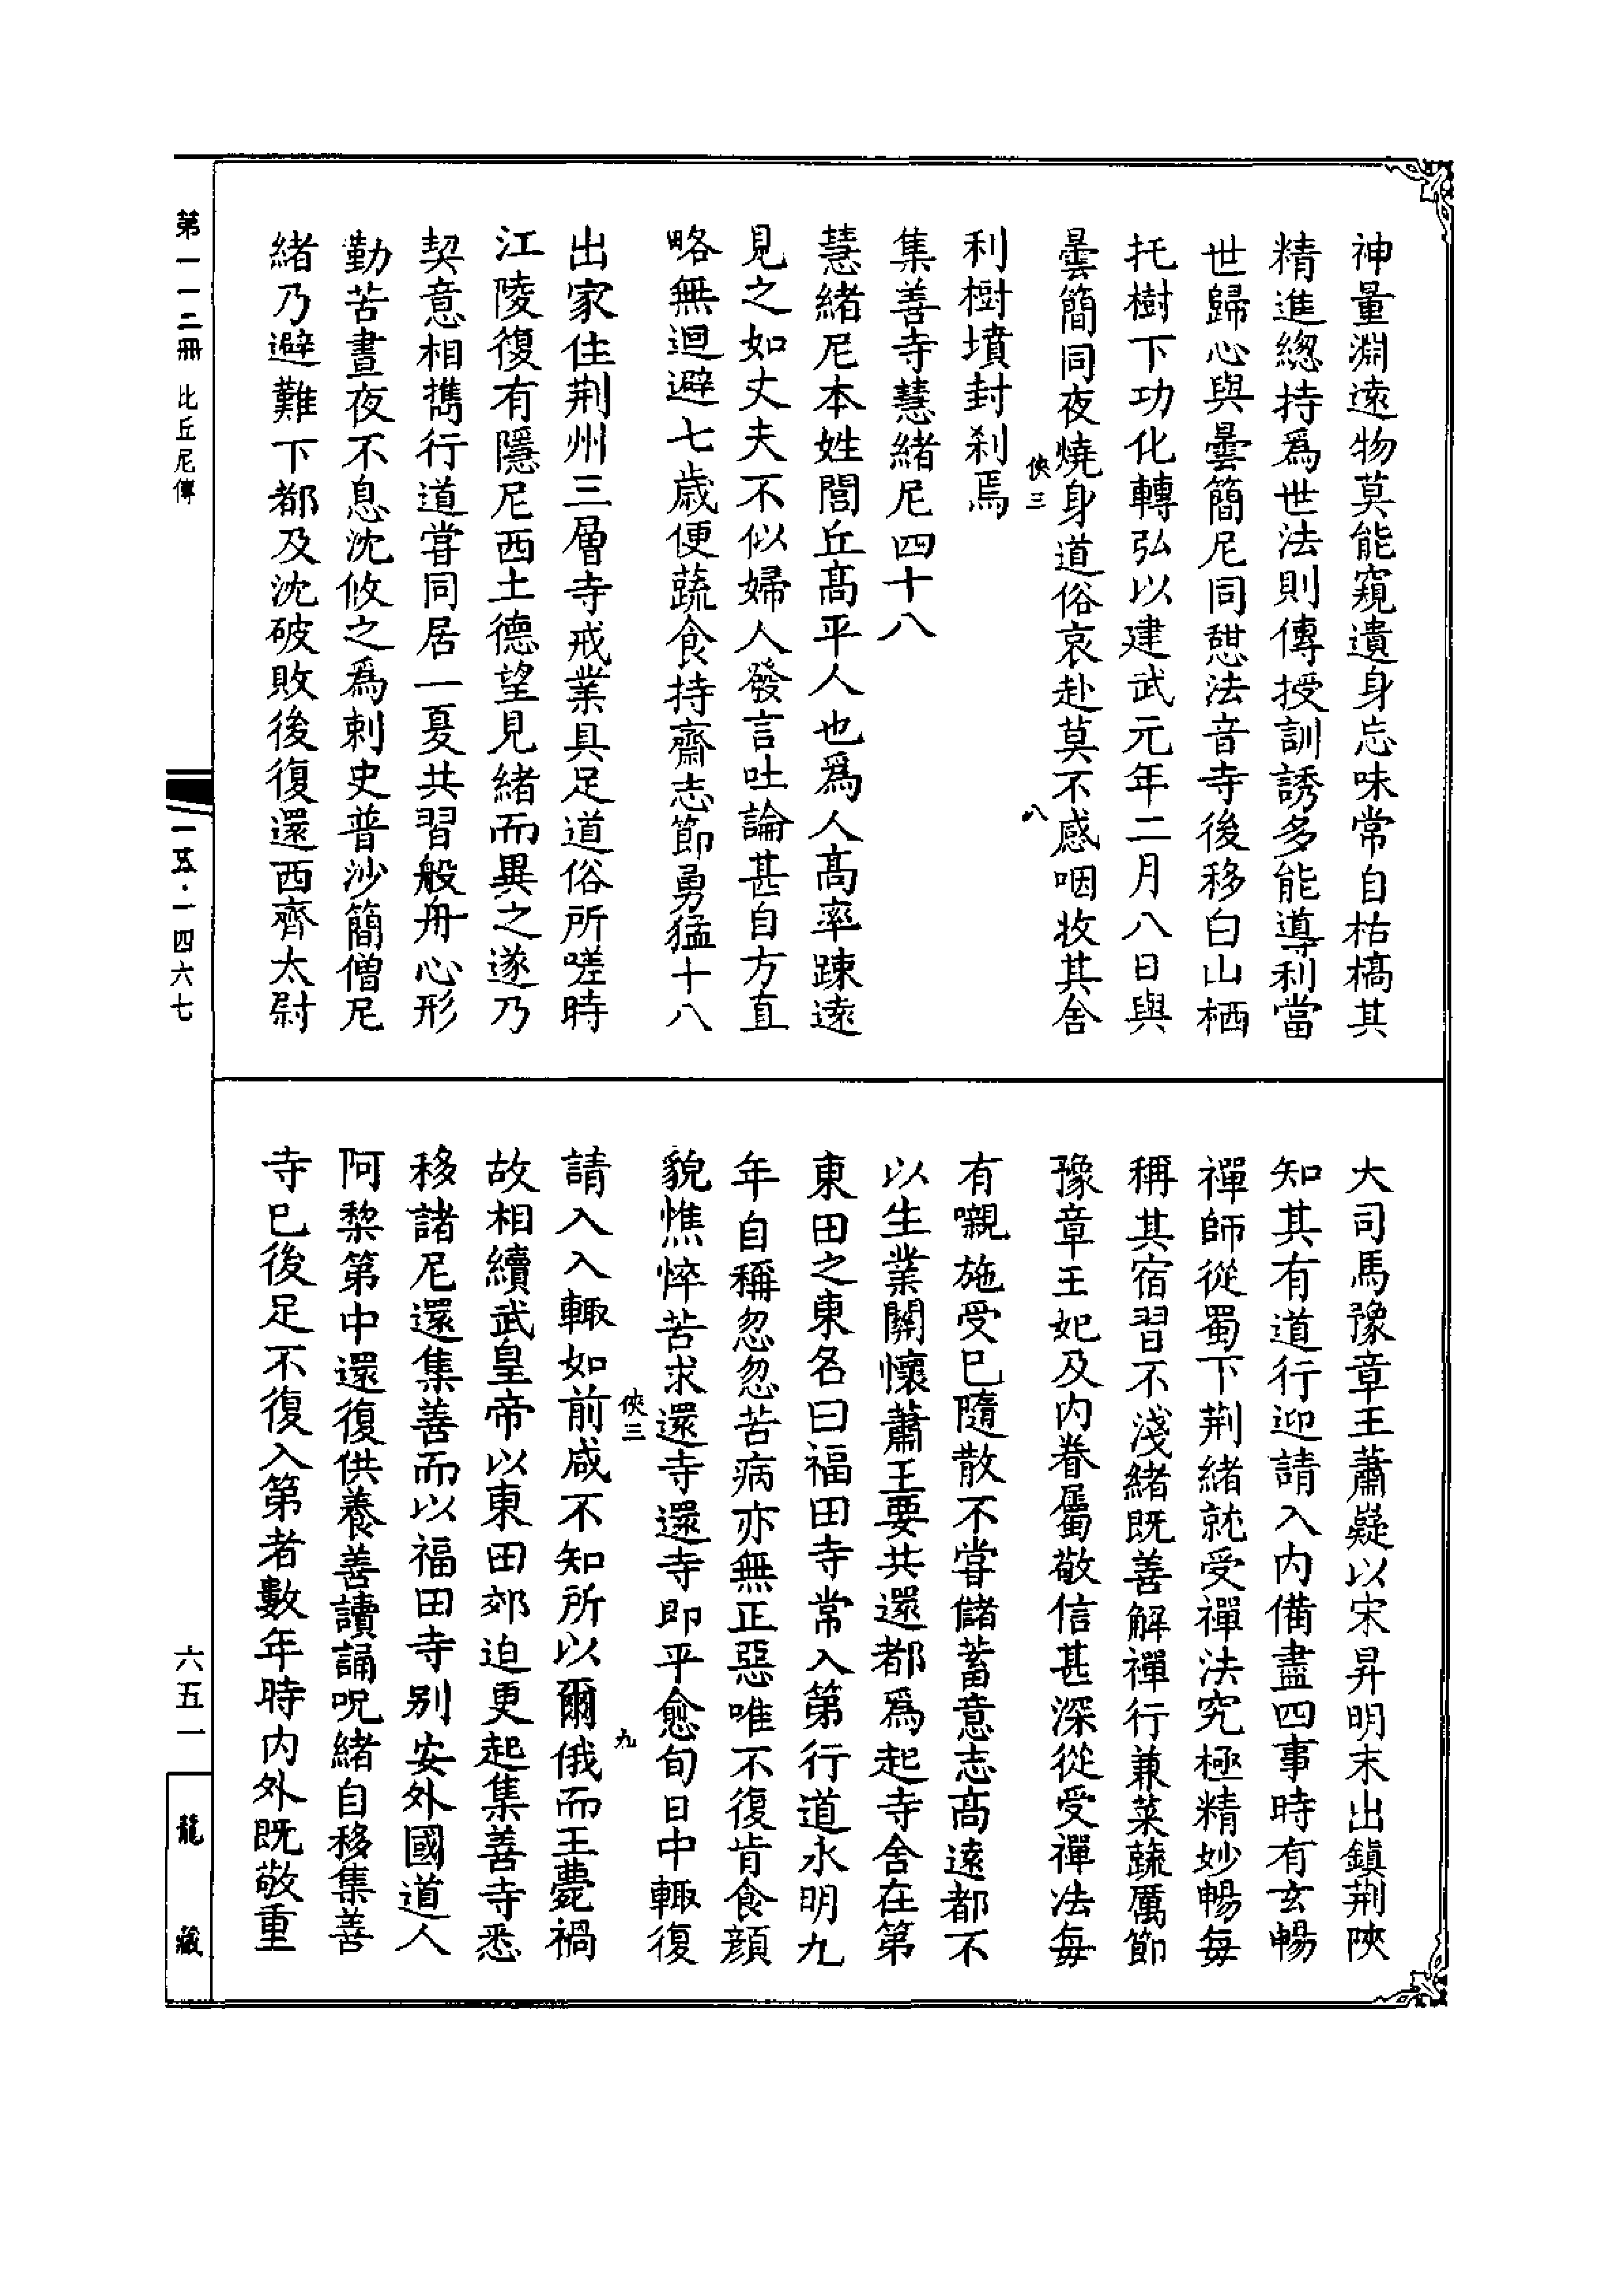 神量淵遠物莫能窺遺身忘味常自枯槁其
精進總持爲世法則傳授訓誘多能導利當
世歸心與曇簡尼同憇法音寺後移白山栖
托樹下功化轉弘以建武元年二月八日與
曇簡同夜燒身道俗哀赴莫不感咽收其舍
俠三
八
利樹墳封刹焉
集善寺慧緒尼四十八
慧緒尼本姓閭丘高平人也爲人高率踈遠
見之如丈夫不似婦人發言吐論甚自方直
略無迴避七歲便蔬食持齋志節勇猛十八
出家住荆州三層寺戒業具足道俗所嗟時
江陵復有隱尼西土德望見緒而異之遂乃
契意相攜行道甞同居一夏共習般舟心形
勤苦晝夜不息沈攸之爲刺史普沙簡僧尼
緒乃避難下都及沈破敗後復還西齊太尉
大司馬豫章王蕭嶷以宋昇明末出鎮荆陝
知其有道行迎請入内備盡四事時有玄暢
禪師從蜀下荆緒就受禪法究極精妙暢每
稱其宿習不淺緒既善解禪行兼菜蔬厲節
豫章王妃及内眷屬敬信甚深從受禪法每
有嚫施受已隨散不甞儲蓄意志高遠都不
以生業關懷蕭王要共還都爲起寺舍在第
東田之東名曰福田寺常入第行道永明九
年自稱忽忽苦病亦無正惡唯不復肯食顔
貌憔悴苦求還寺還寺即平愈旬日中輙復
俠三
九
請入入輙如前咸不知所以爾俄而王薨禍
故相續武皇帝以東田郊迫更起集善寺悉
移諸尼還集善而以福田寺别安外國道人
阿棃第中還復供養善讀誦呪緒自移集善
寺已後足不復入第者數年時内外既敬重
第一一二冊 比丘尼傳
一一五·一四六七
六五一
龍藏